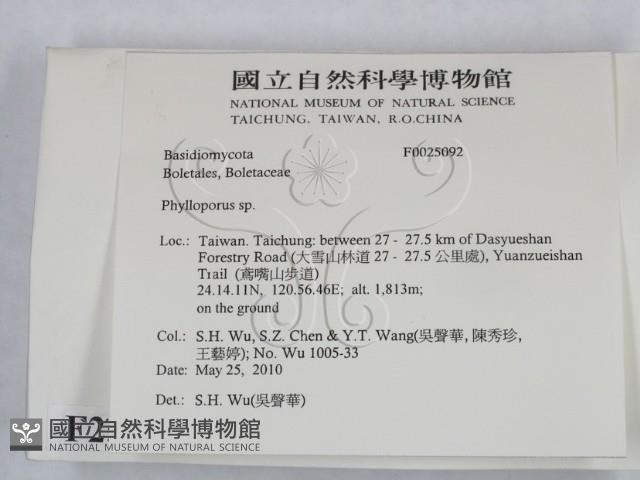 國立自然科學博物館
NATIONAL MUSEUM OF NATURAL SCIENCE
TAICHUNG, TAIWAN, R.O.CHINA
Basidiomycota F0025092
Boletales, Boletaceae
Phylloporus sp.
Loc.: Taiwan. Taichung: between 27 - 27.5 km of Dasyueshan
Forestry Road (大雪山林道 27 - 27.5 公里處), Yuanzueishan
Trail (鳶嘴山步道)
24.14.11N, 120.56.46E; alt. 1,813m;
on the ground
Col.: S.H. Wu, S.Z. Chen & Y.T. Wang(吳聲華, 陳秀珍,
王藝婷); No. Wu 1005-33
Date: May 25, 2010
Det.: S.H. Wu(吳聲華)
F2
國立自然科學博物館
NATIONAL MUSEUM OF NATURAL SCIENCE